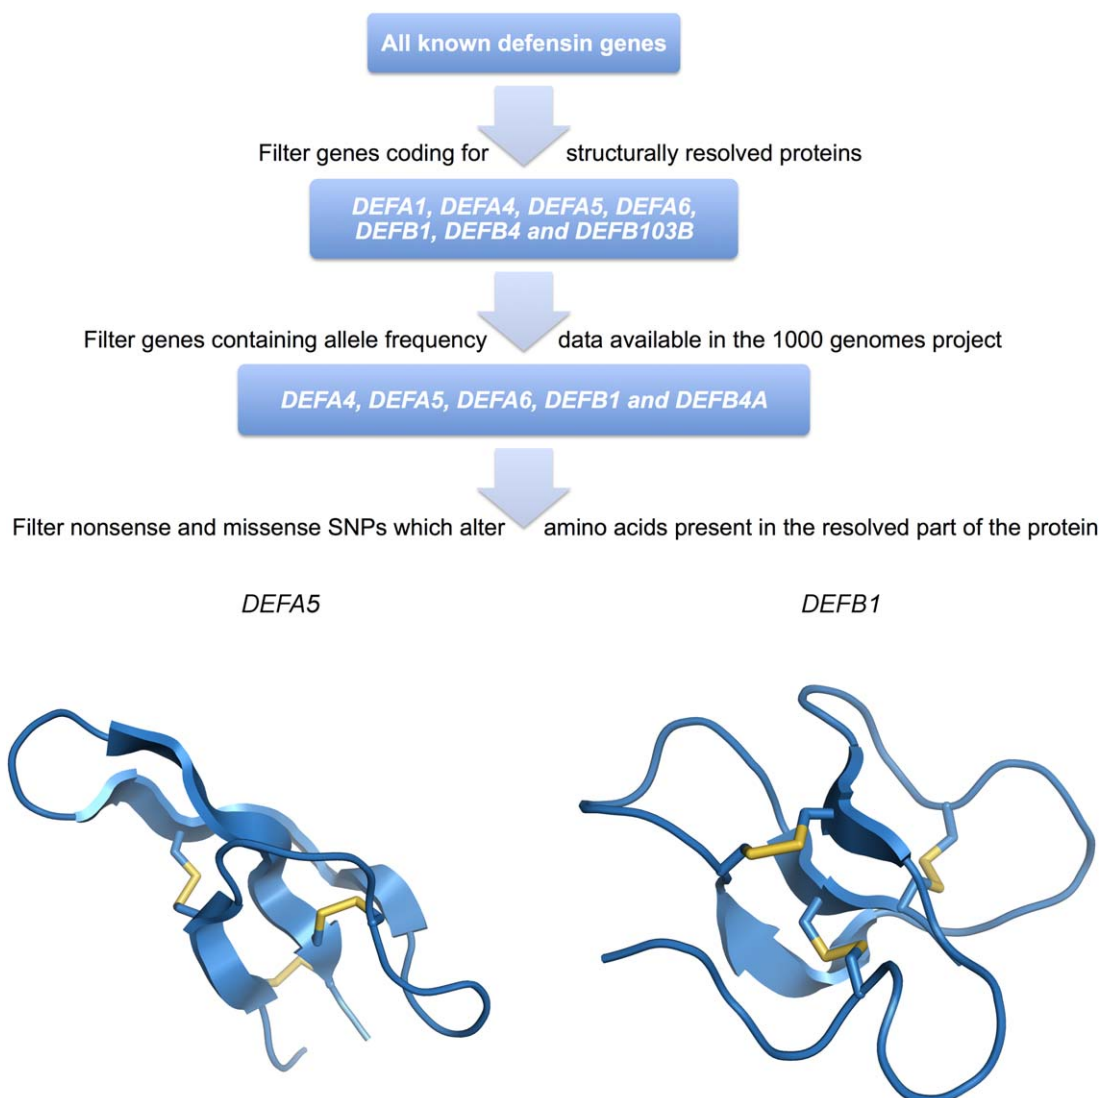 All known defensin genes
Filter genes coding for structurally resolved proteins
DEFA1, DEFA4, DEFA5, DEFA6,
DEFB1, DEFB4 and DEFB103B
Filter genes containing allele frequency data available in the 1000 genomes project
DEFA4, DEFA5, DEFA6, DEFB1 and DEFB4A
Filter nonsense and missense SNPs which alter amino acids present in the resolved part of the protein
DEFA5
DEFB1